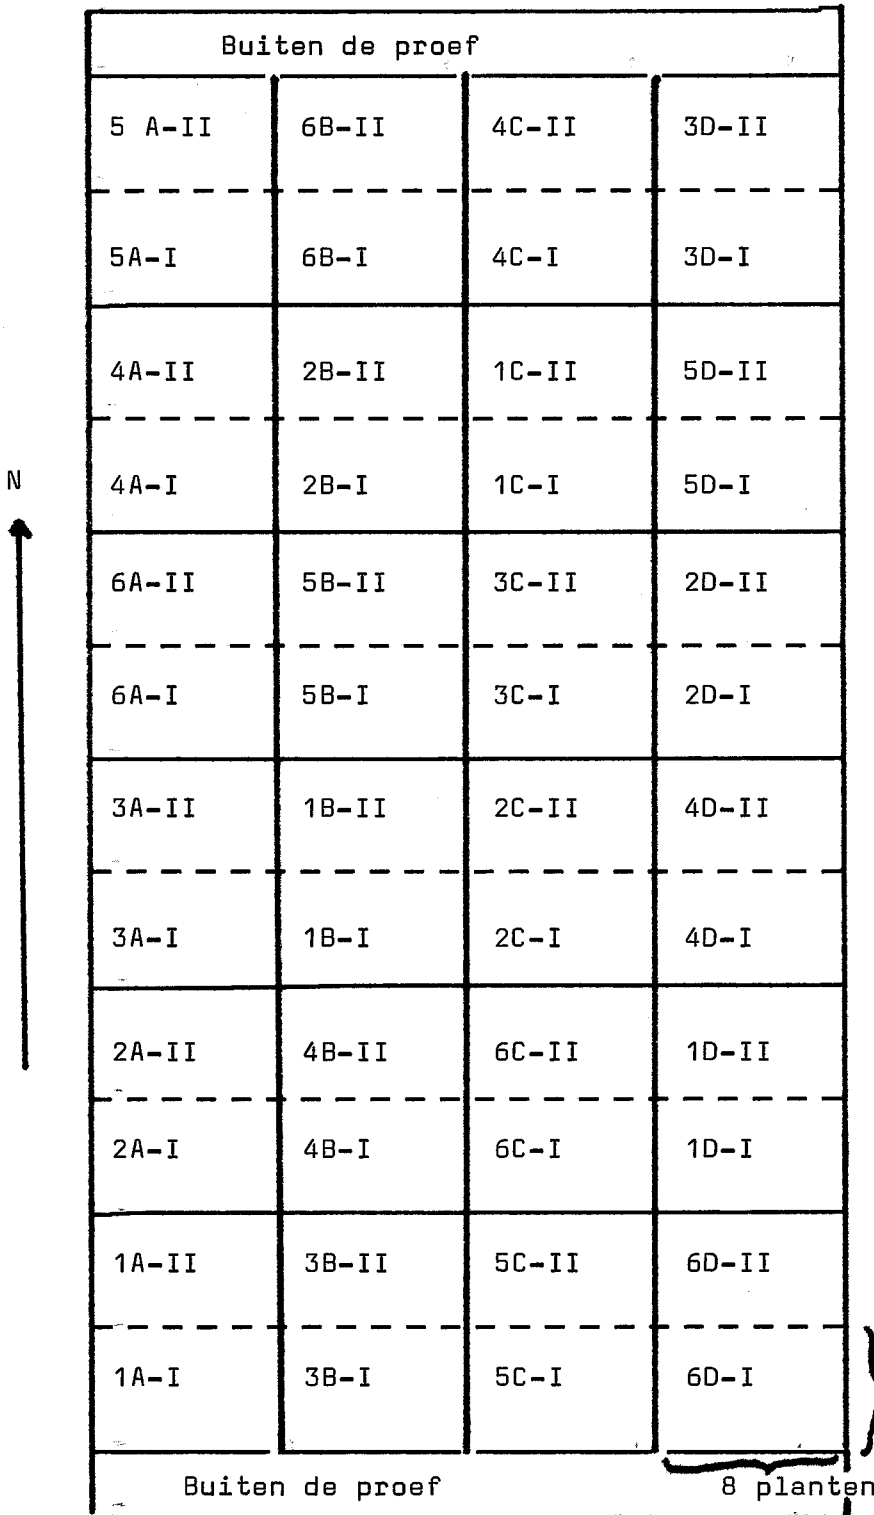 Buiten de proef
5 A-II 6B-II 4C-II 3D-II
5A-I 6B-I 4C-I 3D-I
4A-II 2B-II 1C-II 5D-II
N
4A-I 2B-I 1C-I 5D-I
6A-II 5B-II 3C-II 2D-II
6A-I 5B-I 3C-I 2D-I
3A-II 1B-II 2C-II 4D-II
3A-I 1B-I 2C-I 4D-I
2A-II 4B-II 6C-II 1D-II
2A-I 4B-I 6C-I 1D-I
1A-II 3B-II 5C-II 6D-II
1A-I 3B-I 5C-I 6D-I
Buiten de proef 8 planten